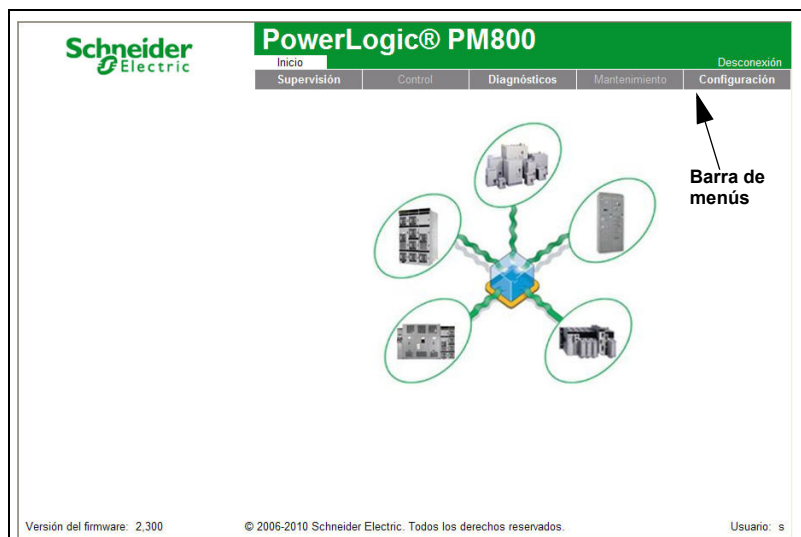 Schneider Electric
PowerLogic® PM800
Inicio
Desconexión
Supervisión Control Diagnósticos Mantenimiento Configuración
Barra de menús
Versión del firmware: 2,300
© 2006-2010 Schneider Electric. Todos los derechos reservados.
Usuario: s